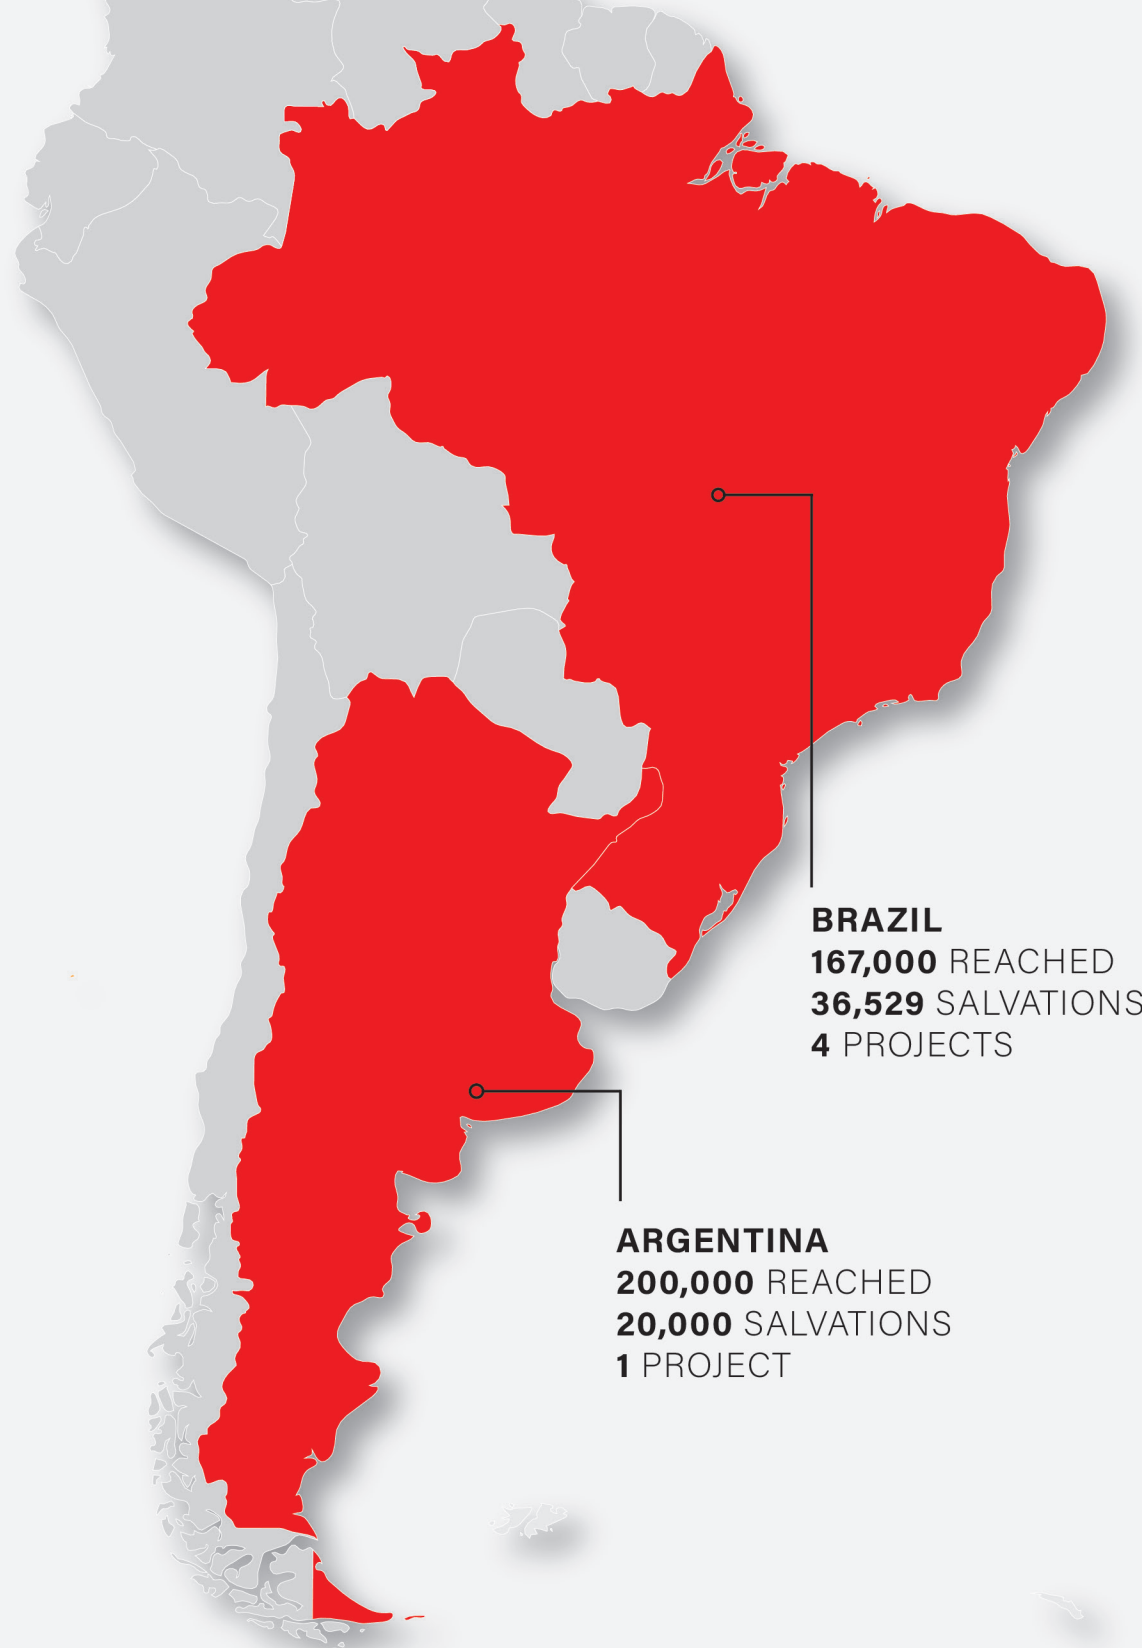 BRAZIL
167,000 REACHED
36,529 SALVATIONS
4 PROJECTS
ARGENTINA
200,000 REACHED
20,000 SALVATIONS
1 PROJECT